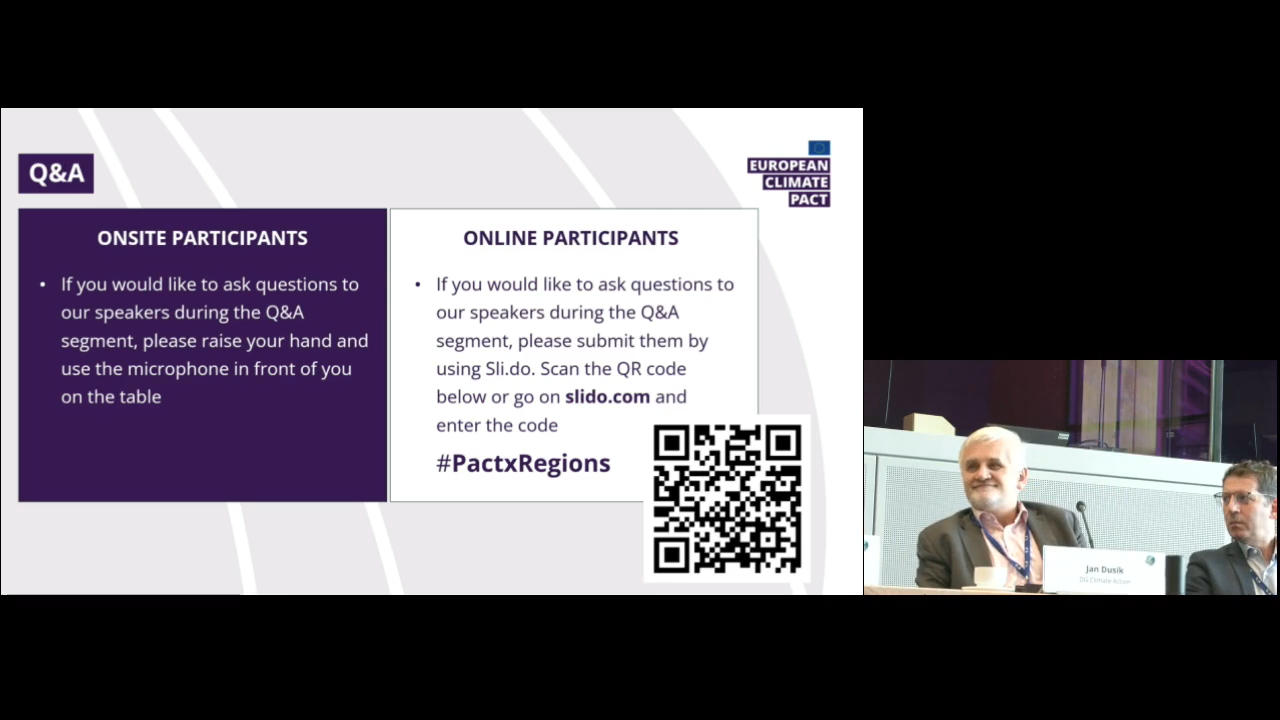 Q&A
EUROPEAN
CLIMATE
PACT
ONSITE PARTICIPANTS
• If you would like to ask questions to
our speakers during the Q&A
segment, please raise your hand and
use the microphone in front of you
on the table
ONLINE PARTICIPANTS
• If you would like to ask questions to
our speakers during the Q&A
segment, please submit them by
using Sli.do. Scan the QR code
below or go on slido.com and
enter the code
#PactxRegions
Jan Dusik
DG Climate Action